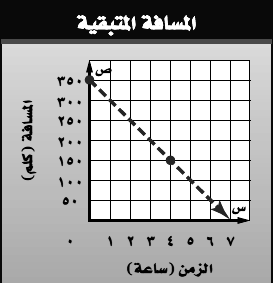 المسافة المتبقية
ص
المسافة (كلم)
٣٥٠
٣٠٠
٢٥٠
٢٠٠
١٥٠
١٠٠
٥٠
س
٠ ١ ٢ ٣ ٤ ٥ ٦ ٧
الزمن (ساعة)